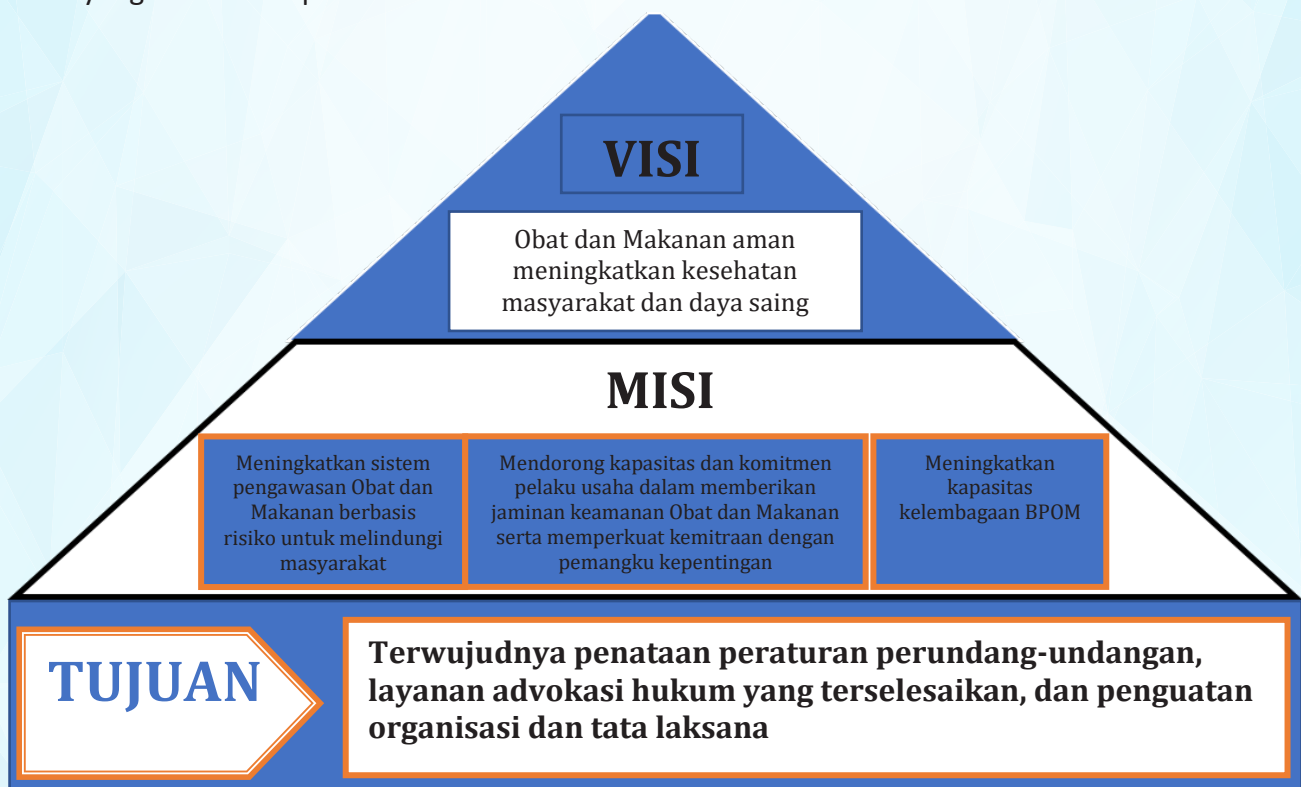 VISI
Obat dan Makanan aman
meningkatkan kesehatan
masyarakat dan daya saing
MISI
Meningkatkan sistem
pengawasan Obat dan
Makanan berbasis
risiko untuk melindungi
masyarakat
Mendorong kapasitas dan komitmen
pelaku usaha dalam memberikan
jaminan keamanan Obat dan Makanan
serta memperkuat kemitraan dengan
pemangku kepentingan
Meningkatkan
kapasitas
kelembagaan BPOM
TUJUAN
Terwujudnya penataan peraturan perundang-undangan,
layanan advokasi hukum yang terselesaikan, dan penguatan
organisasi dan tata laksana